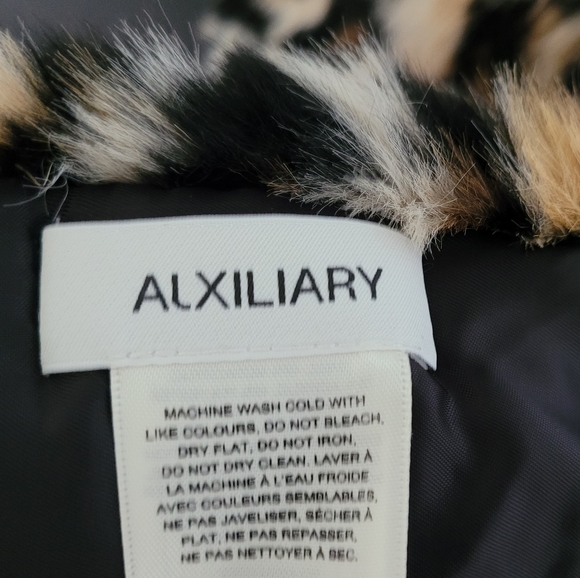 AUXILIARY
MACHINE WASH COLD WITH
LIKE COLOURS, DO NOT BLEACH,
DRY FLAT, DO NOT IRON,
DO NOT DRY CLEAN. LAVER À
LA MACHINE À L'EAU FROIDE
AVEC COULEURS SEMBLABLES,
NE PAS JAVELISER, SÉCHER À
PLAT, NE PAS REPASSER,
NE PAS NETTOYER À SEC.